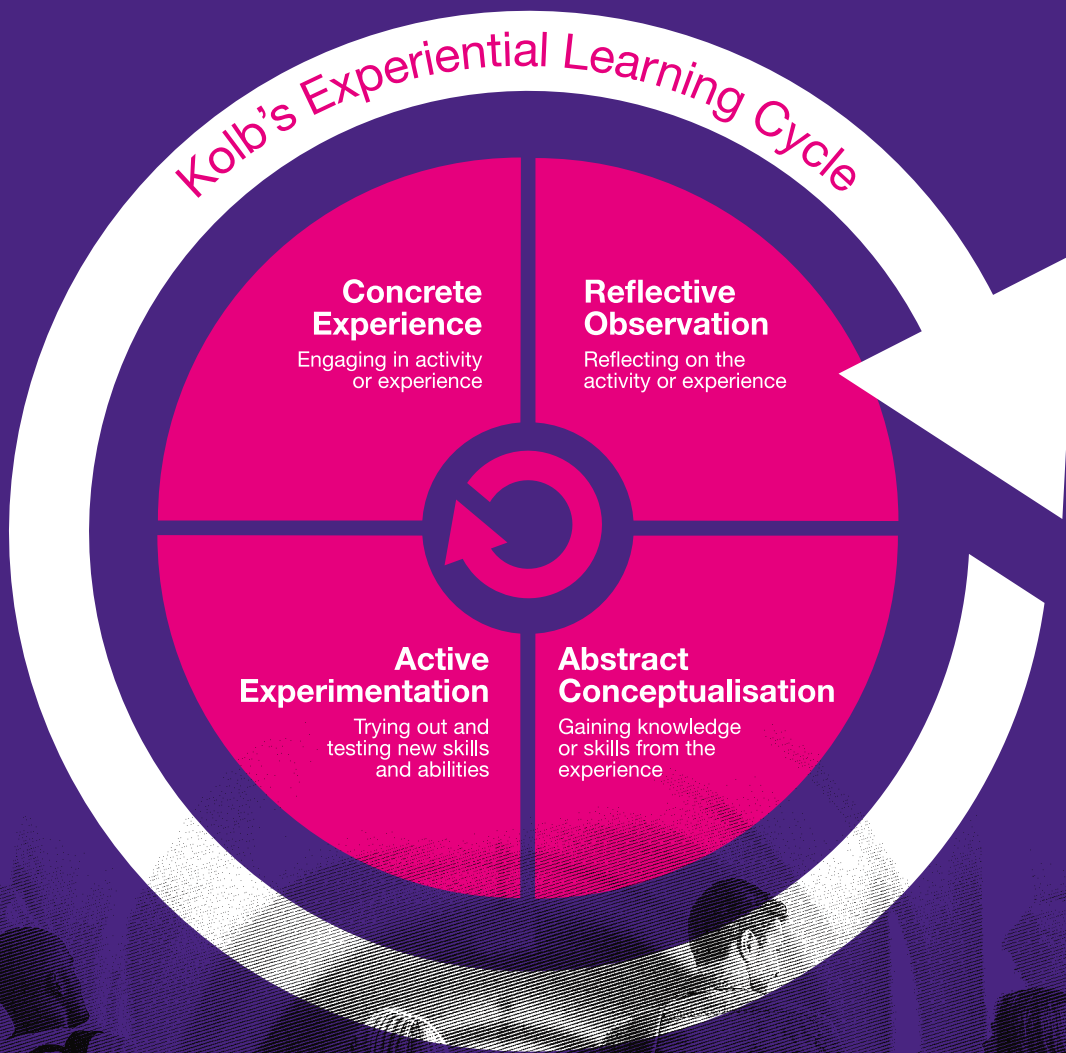 Kolb's Experiential Learning Cycle
Concrete
Experience
Engaging in activity
or experience
Reflective
Observation
Reflecting on the
activity or experience
Active
Experimentation
Trying out and
testing new skills
and abilities
Abstract
Conceptualisation
Gaining knowledge
or skills from the
experience